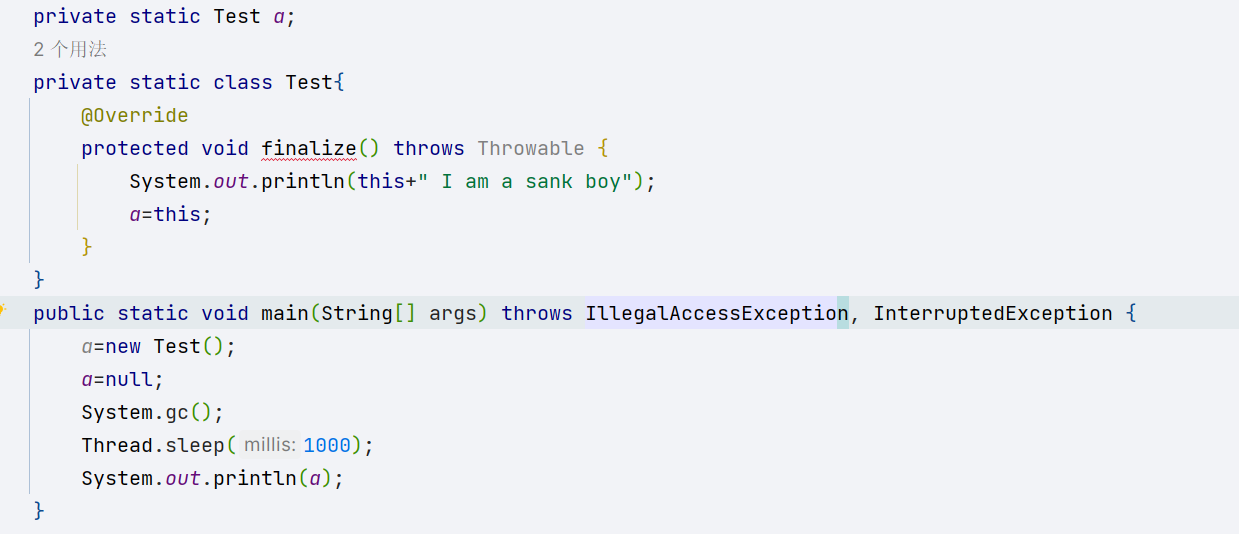 private static Test a;
2 个用法
private static class Test{
@Override
protected void finalize() throws Throwable {
System.out.println(this+" I am a sank boy");
a=this;
}
}
public static void main(String[] args) throws IllegalAccessException, InterruptedException {
a=new Test();
a=null;
System.gc();
Thread.sleep( millis: 1000);
System.out.println(a);
}